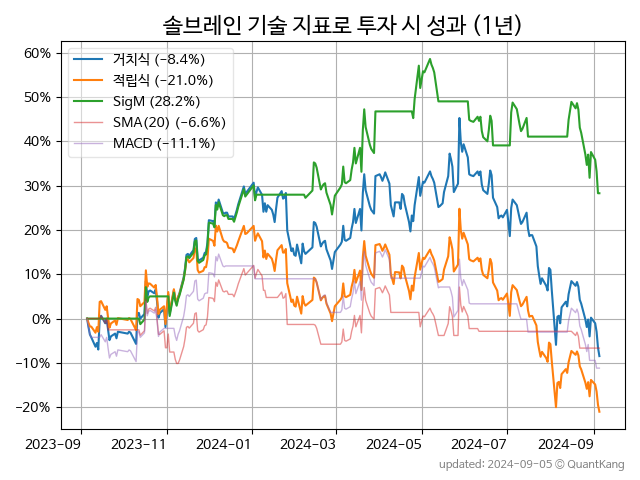 솔브레인 기술 지표로 투자 시 성과 (1년)
거치식 (−8.4%)
적립식 (−21.0%)
SigM (28.2%)
SMA(20) (−6.6%)
MACD (−11.1%)
60%
50%
40%
30%
20%
10%
0%
−10%
−20%
2023-09 2023-11 2024-01 2024-03 2024-05 2024-07 2024-09
updated: 2024-09-05 © QuantKang